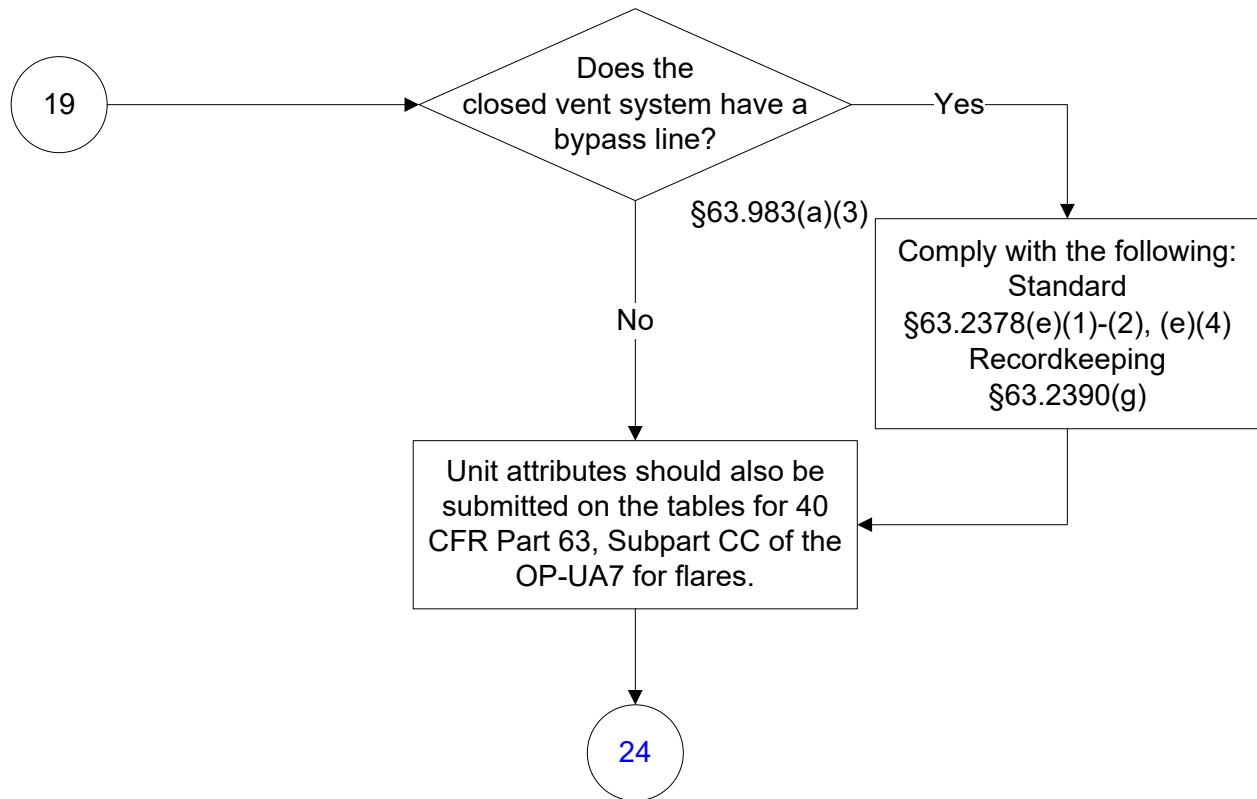 19
Does the
closed vent system have a
bypass line?
Yes
§63.983(a)(3)
Comply with the following:
Standard
§63.2378(e)(1)-(2), (e)(4)
Recordkeeping
§63.2390(g)
No
Unit attributes should also be
submitted on the tables for 40
CFR Part 63, Subpart CC of the
OP-UA7 for flares.
24